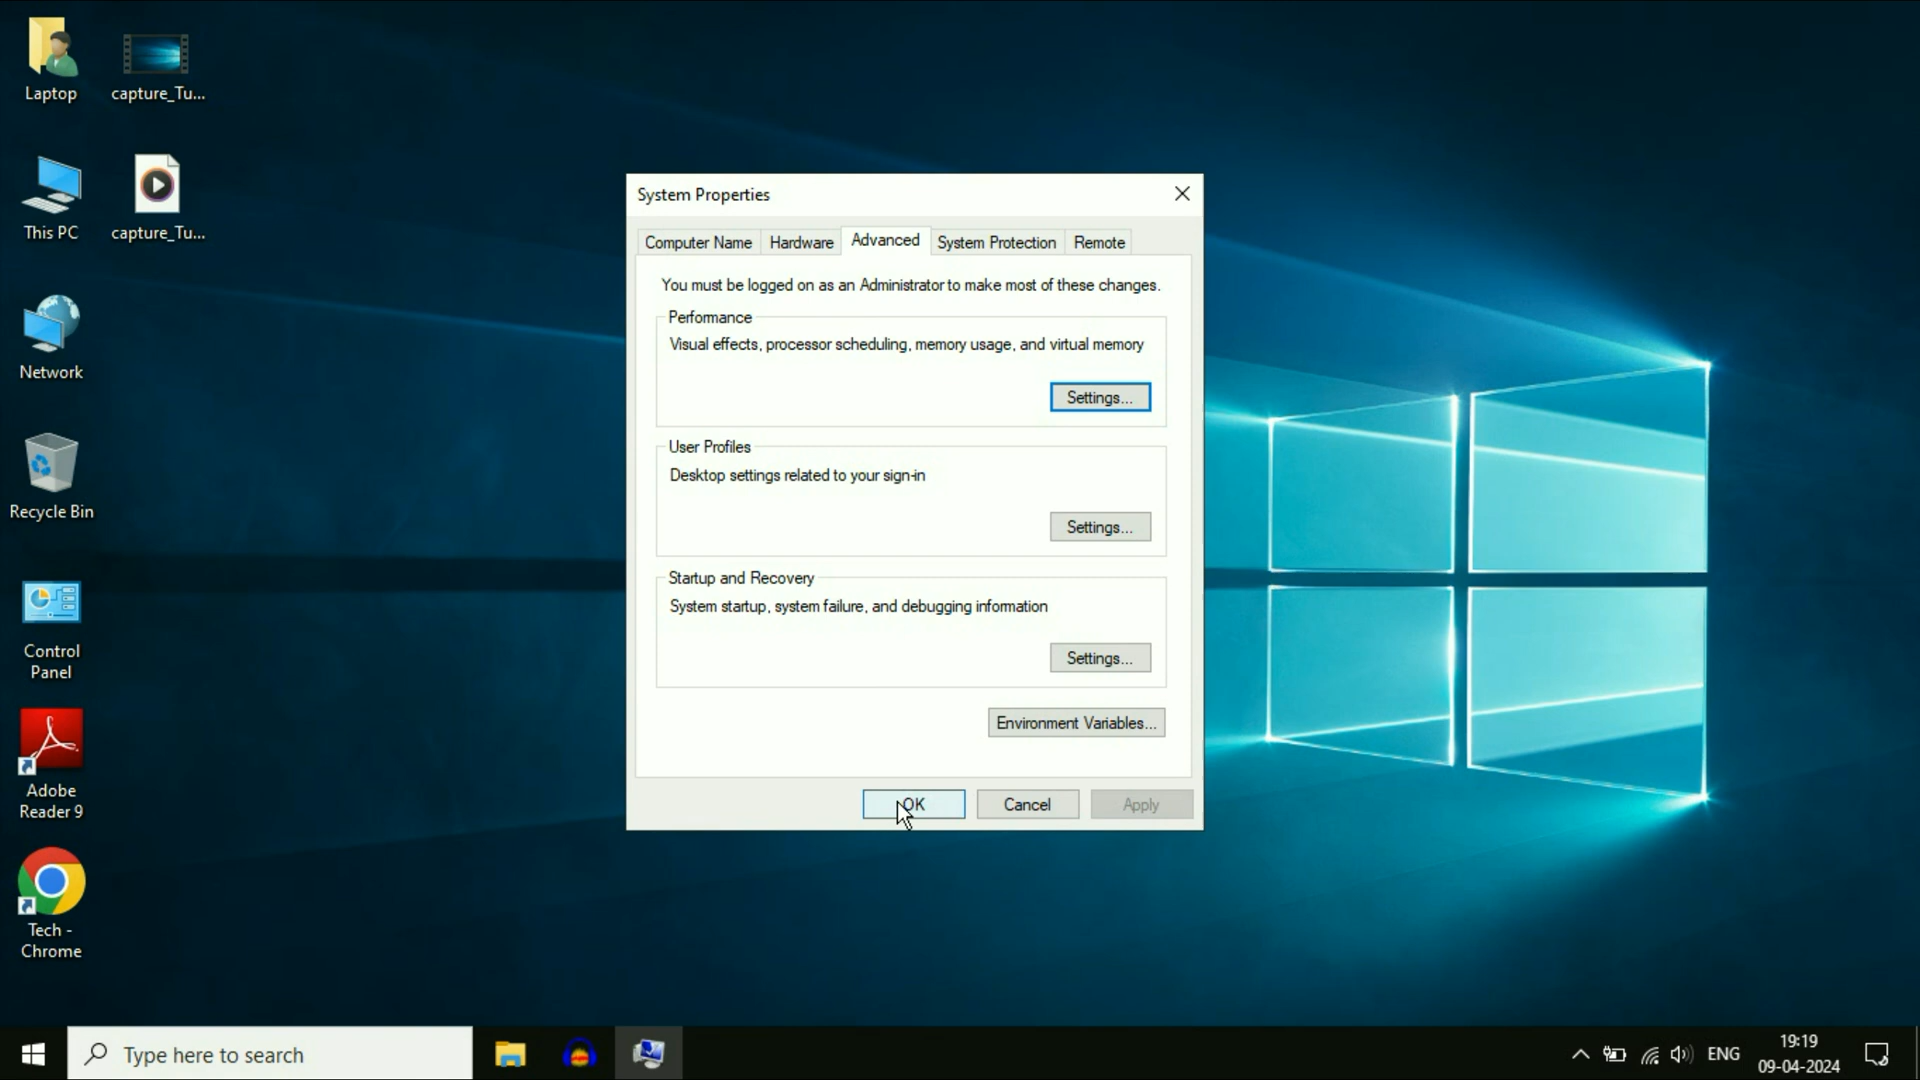 Laptop
capture_Tu...
This PC
capture_Tu...
Network
Recycle Bin
Control
Panel
Adobe
Reader 9
Tech -
Chrome
System Properties
Computer Name
Hardware
Advanced
System Protection
Remote
You must be logged on as an Administrator to make most of these changes.
Performance
Visual effects, processor scheduling, memory usage, and virtual memory
Settings...
User Profiles
Desktop settings related to your sign-in
Settings...
Startup and Recovery
System startup, system failure, and debugging information
Settings...
Environment Variables...
OK
Cancel
Apply
Type here to search
ENG
19:19
09-04-2024